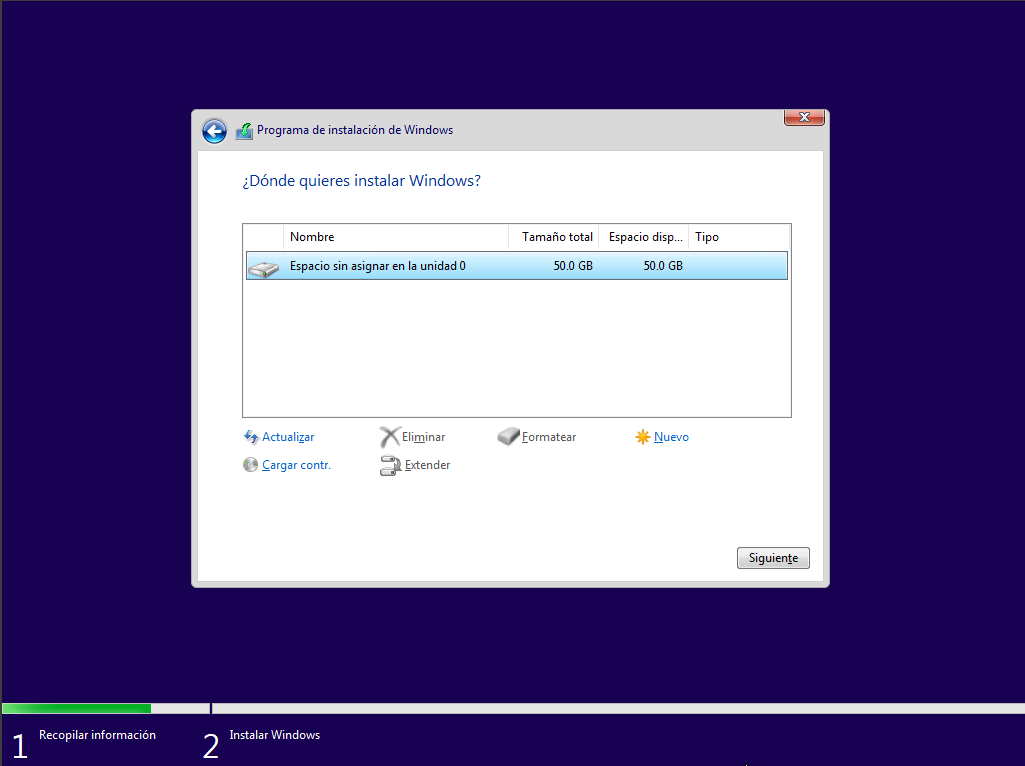 Programa de instalación de Windows
¿Dónde quieres instalar Windows?
Nombre Tamaño total Espacio disp... Tipo
Espacio sin asignar en la unidad 0 50.0 GB 50.0 GB
Actualizar Eliminar Formatear Nuevo
Cargar contr. Extender
Siguiente
1 Recopilar información 2 Instalar Windows